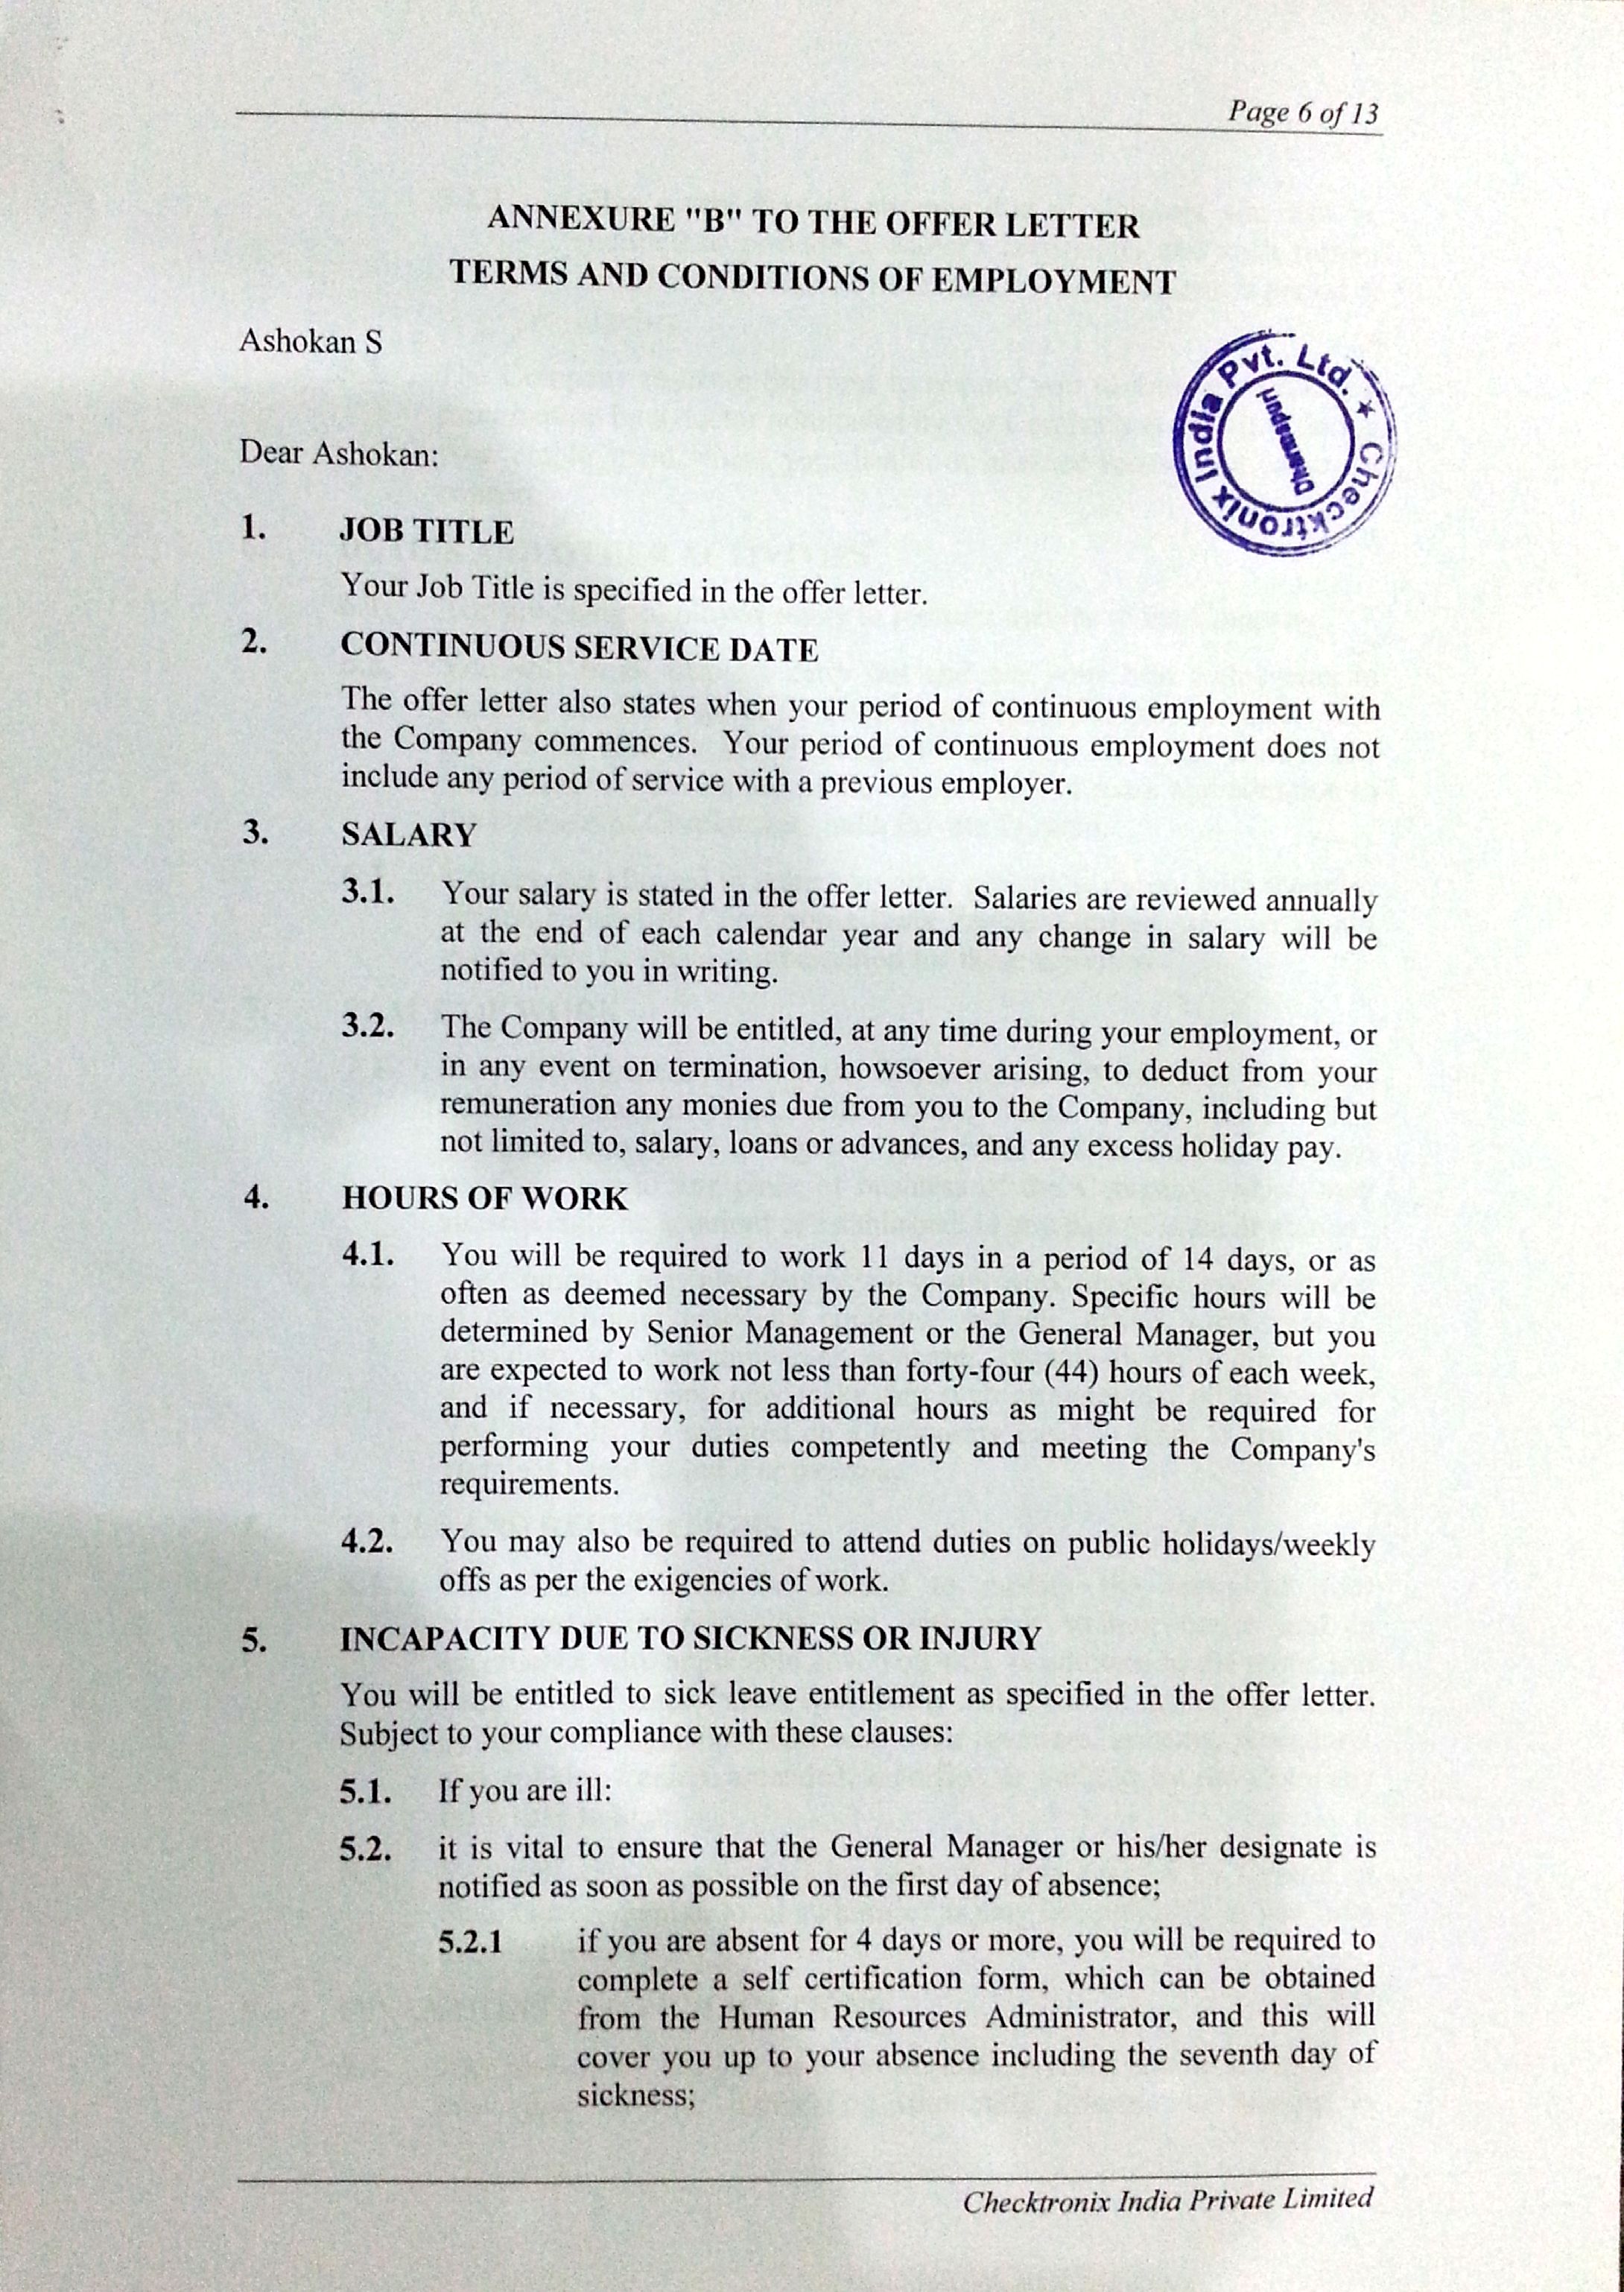 Page 6 of 13
ANNEXURE "B" TO THE OFFER LETTER
TERMS AND CONDITIONS OF EMPLOYMENT
Ashokan S
Checktronix India Pvt. Ltd. ★
Dharmapuri
Dear Ashokan:
1. JOB TITLE
Your Job Title is specified in the offer letter.
2. CONTINUOUS SERVICE DATE
The offer letter also states when your period of continuous employment with
the Company commences. Your period of continuous employment does not
include any period of service with a previous employer.
3. SALARY
3.1. Your salary is stated in the offer letter. Salaries are reviewed annually
at the end of each calendar year and any change in salary will be
notified to you in writing.
3.2. The Company will be entitled, at any time during your employment, or
in any event on termination, howsoever arising, to deduct from your
remuneration any monies due from you to the Company, including but
not limited to, salary, loans or advances, and any excess holiday pay.
4. HOURS OF WORK
4.1. You will be required to work 11 days in a period of 14 days, or as
often as deemed necessary by the Company. Specific hours will be
determined by Senior Management or the General Manager, but you
are expected to work not less than forty-four (44) hours of each week,
and if necessary, for additional hours as might be required for
performing your duties competently and meeting the Company's
requirements.
4.2. You may also be required to attend duties on public holidays/weekly
offs as per the exigencies of work.
5. INCAPACITY DUE TO SICKNESS OR INJURY
You will be entitled to sick leave entitlement as specified in the offer letter.
Subject to your compliance with these clauses:
5.1. If you are ill:
5.2. it is vital to ensure that the General Manager or his/her designate is
notified as soon as possible on the first day of absence;
5.2.1 if you are absent for 4 days or more, you will be required to
complete a self certification form, which can be obtained
from the Human Resources Administrator, and this will
cover you up to your absence including the seventh day of
sickness;
Checktronix India Private Limited